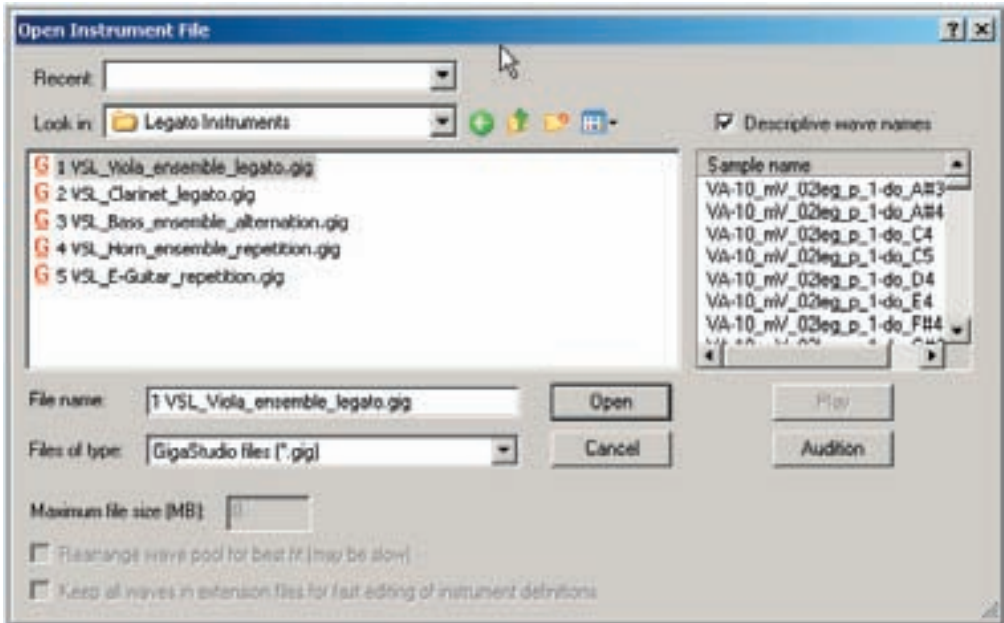 Open Instrument File
Recent:
Look in: Legato Instruments
Descriptive wave names
1 VSL_Viola_ensemble_legato.gig
2 VSL_Clarinet_legato.gig
3 VSL_Bass_ensemble_alternation.gig
4 VSL_Horn_ensemble_repetition.gig
5 VSL_E-Guitar_repetition.gig
Sample name
VA-10_mV_02leg_p_1-do_A#3
VA-10_mV_02leg_p_1-do_A#4
VA-10_mV_02leg_p_1-do_C4
VA-10_mV_02leg_p_1-do_C5
VA-10_mV_02leg_p_1-do_D4
VA-10_mV_02leg_p_1-do_E4
VA-10_mV_02leg_p_1-do_F#4
File name: 1 VSL_Viola_ensemble_legato.gig
Open
Play
Files of type: GigaStudio files (*.gig)
Cancel
Audition
Maximum file size (MB): 0
Rearrange wave pool for best fit (may be slow)
Keep all waves in extension files for fast editing of instrument definitions